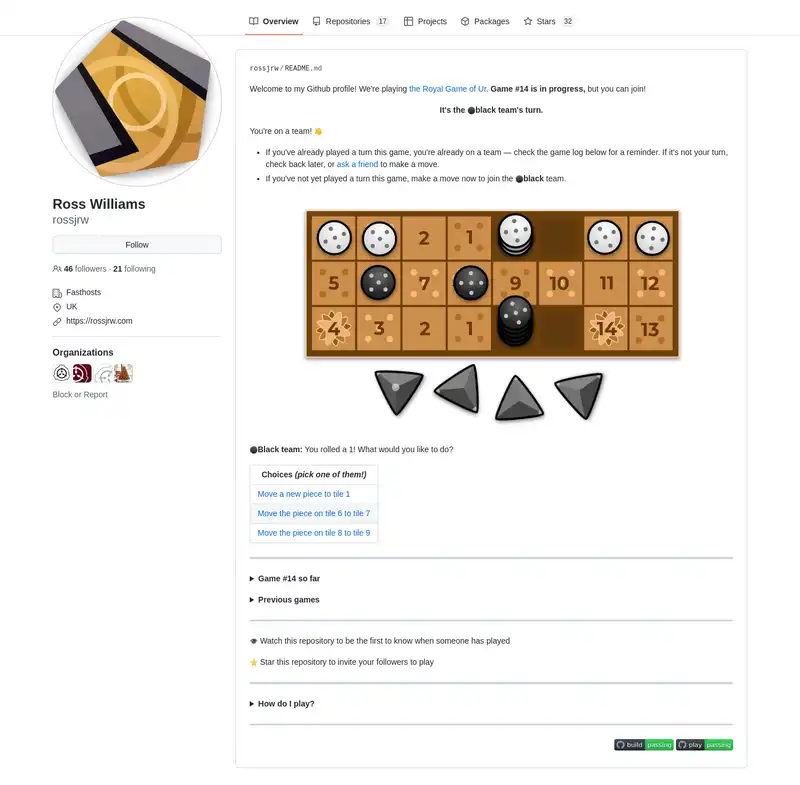 Overview
Repositories 17
Projects
Packages
Stars 32
rossjrw / README.md
Welcome to my Github profile! We're playing the Royal Game of Ur. Game #14 is in progress, but you can join!
It's the ⚫black team's turn.
You're on a team! 👋
• If you've already played a turn this game, you're already on a team — check the game log below for a reminder. If it's not your turn,
check back later, or ask a friend to make a move.
• If you've not yet played a turn this game, make a move now to join the ⚫black team.
Ross Williams
rossjrw
Follow
46 followers · 21 following
Fasthosts
UK
https://rossjrw.com
Organizations
Block or Report
2 1
5 7 9 10 11 12
4 3 2 1 14 13
⚫Black team: You rolled a 1! What would you like to do?
Choices (pick one of them!)
Move a new piece to tile 1
Move the piece on tile 6 to tile 7
Move the piece on tile 8 to tile 9
Game #14 so far
Previous games
👁 Watch this repository to be the first to know when someone has played
⭐ Star this repository to invite your followers to play
How do I play?
build passing play passing